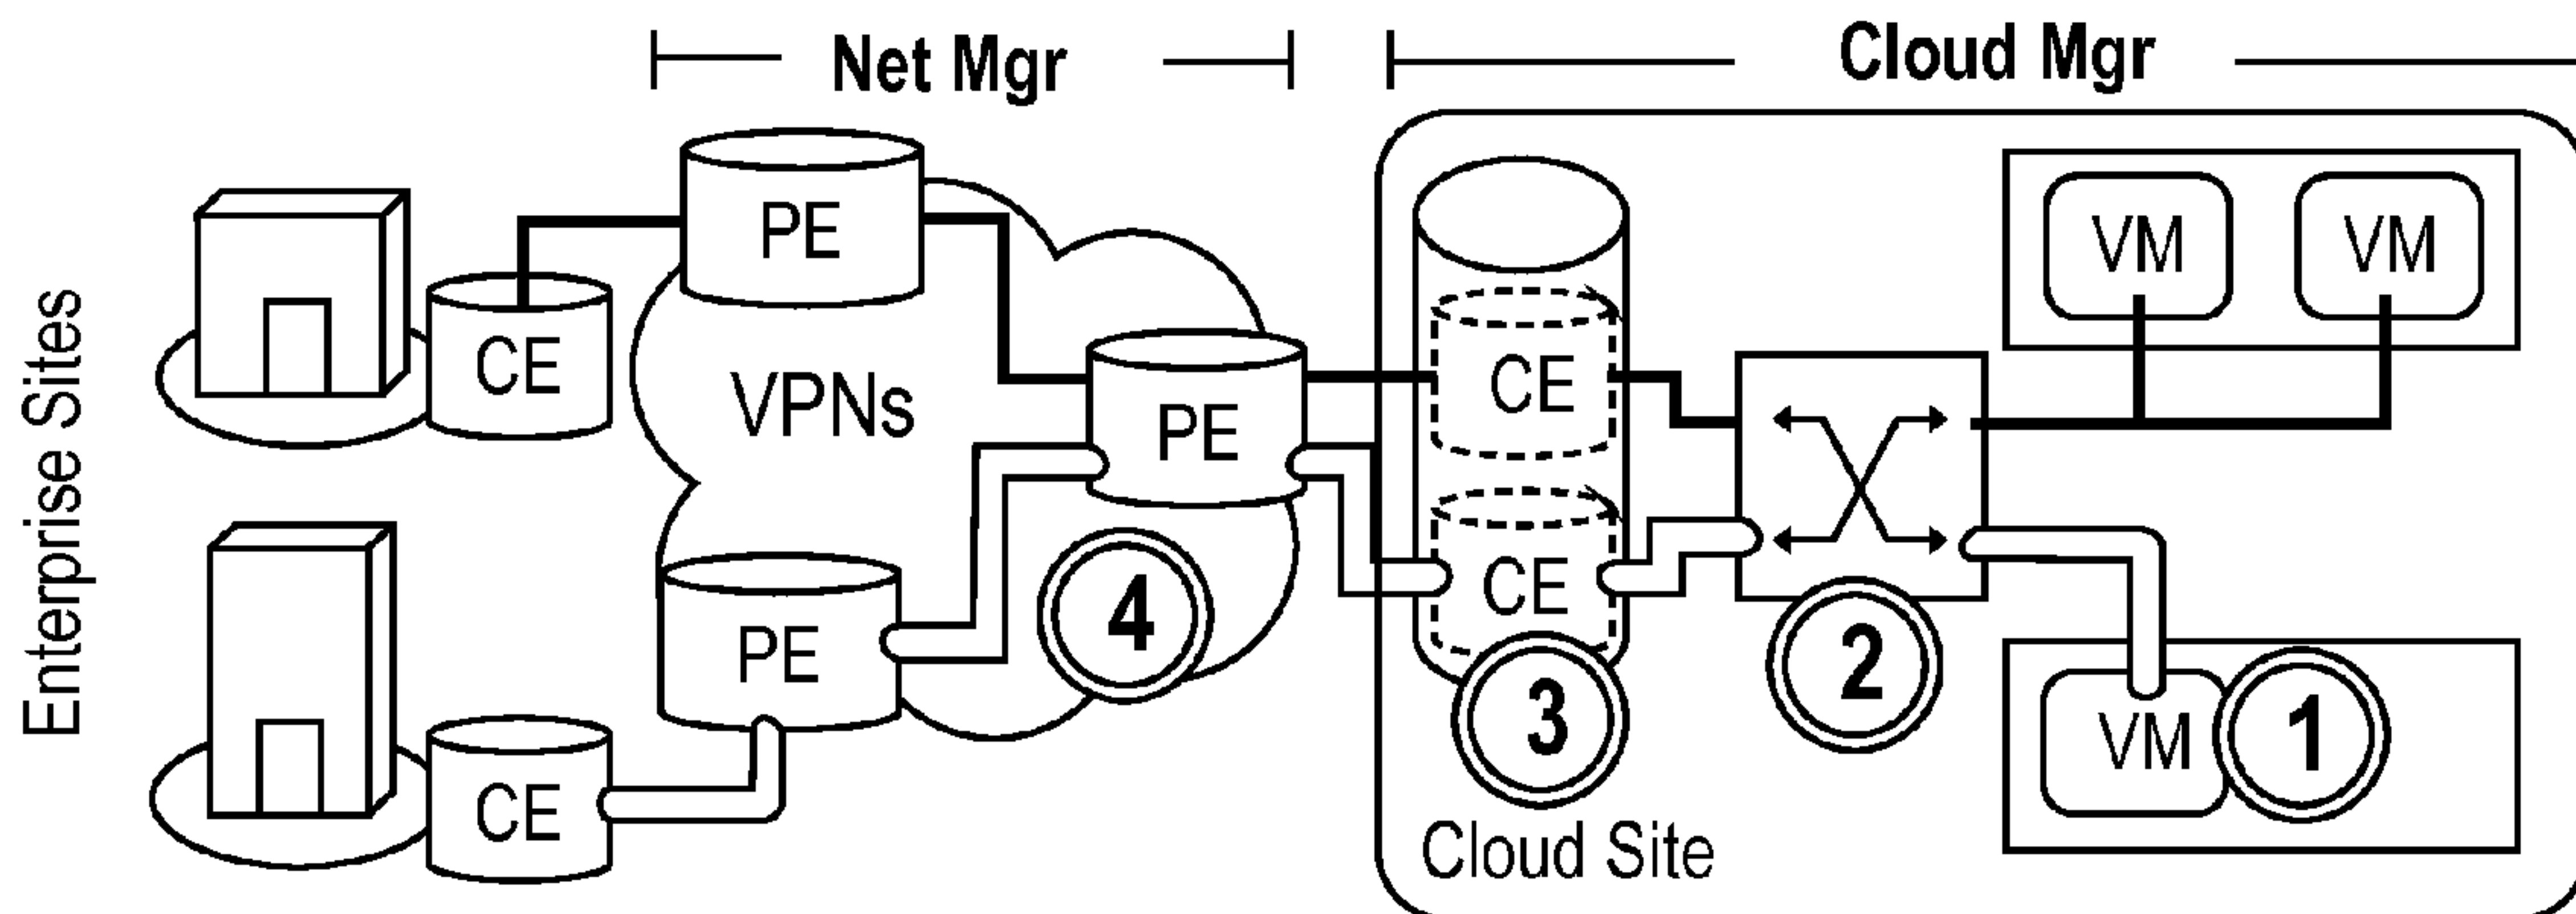 Net Mgr
Cloud Mgr
Enterprise Sites
PE
VM
VM
CE
CE
VPNs
PE
CE
4
PE
2
3
VM
1
CE
Cloud Site